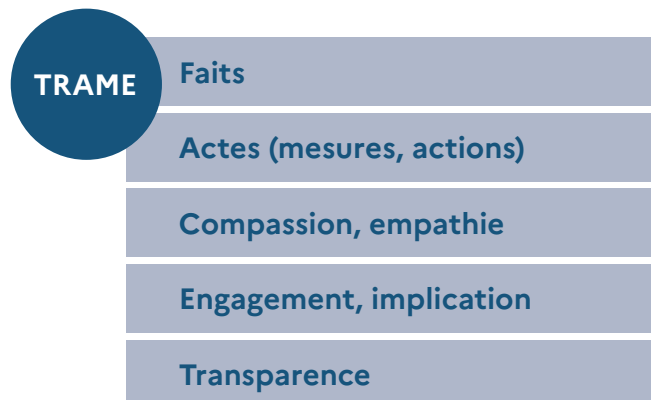 TRAME
Faits
Actes (mesures, actions)
Compassion, empathie
Engagement, implication
Transparence